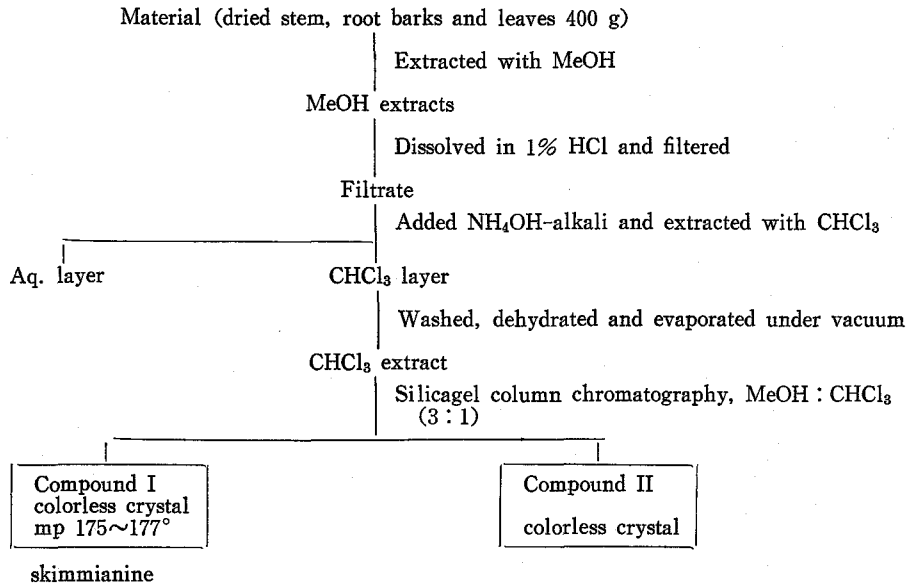 Material (dried stem, root barks and leaves 400 g)
Extracted with MeOH
MeOH extracts
Dissolved in 1% HCl and filtered
Filtrate
Added NH₄OH-alkali and extracted with CHCl₃
Aq. layer
CHCl₃ layer
Washed, dehydrated and evaporated under vacuum
CHCl₃ extract
Silicagel column chromatography, MeOH : CHCl₃
(3 : 1)
Compound I
colorless crystal
mp 175~177°
Compound II
colorless crystal
skimmianine